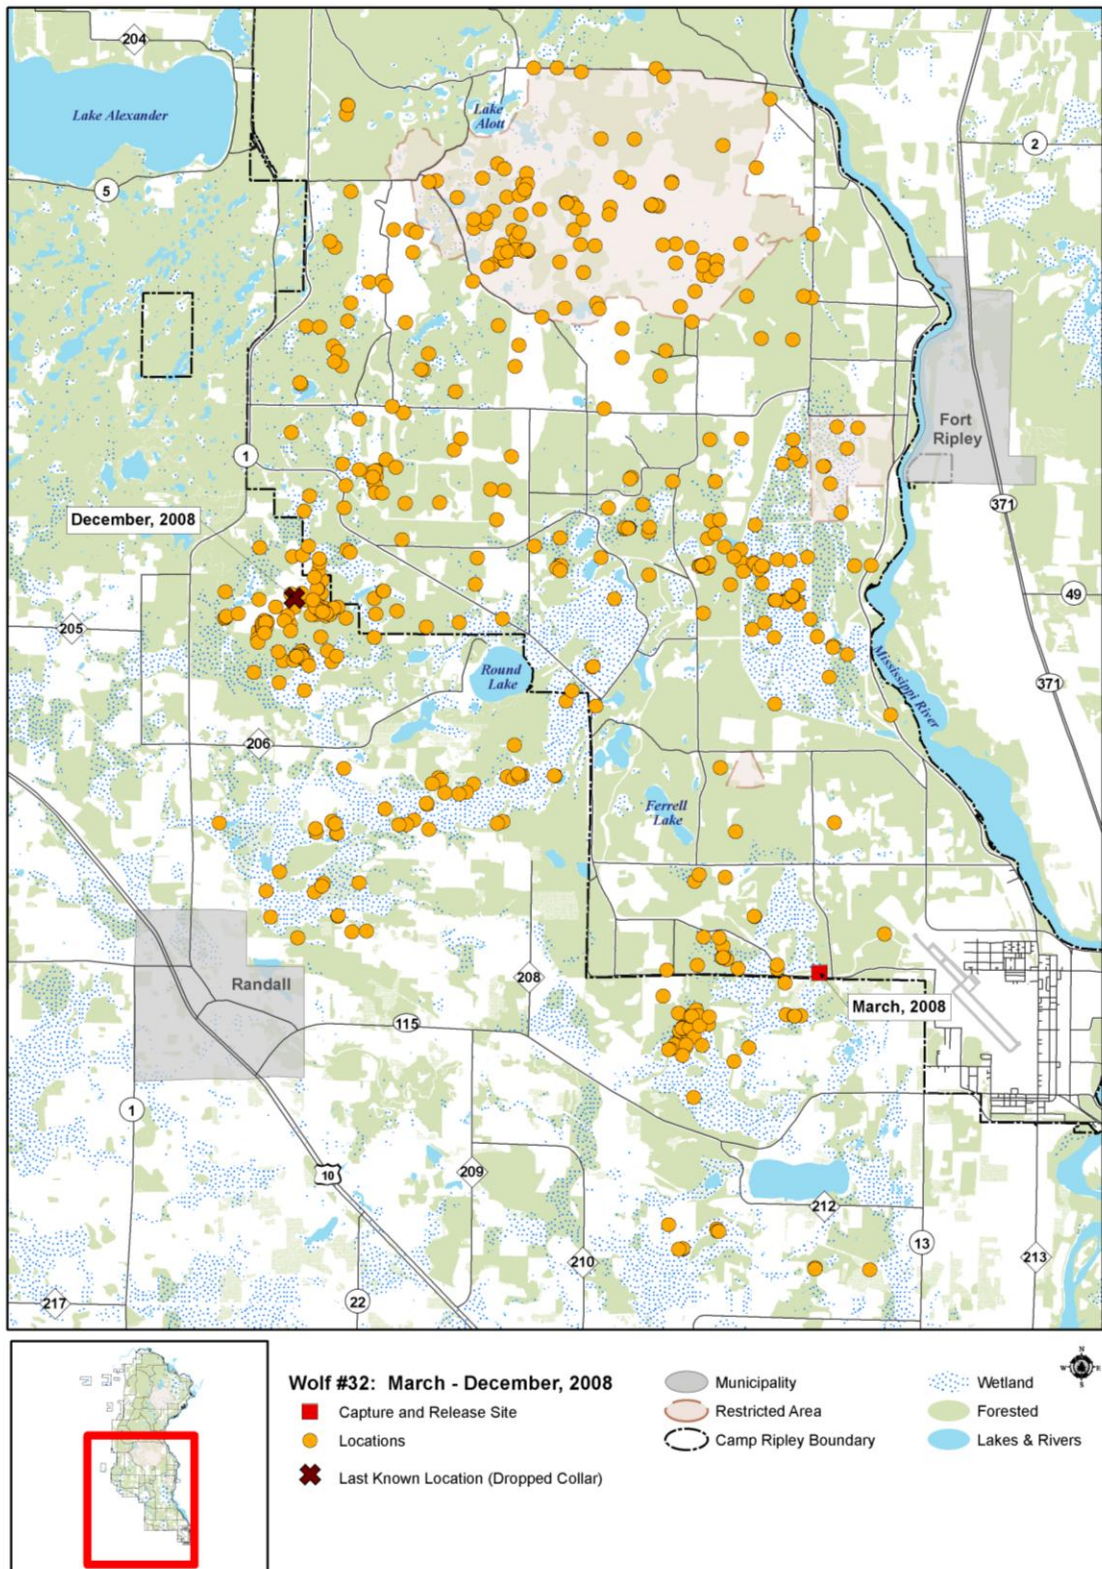 204
Lake Alexander
Lake
Alott
2
5
Fort
Ripley
1
371
December, 2008
49
205
Round
Lake
Mississippi River
371
206
Ferrell
Lake
208
Randall
March, 2008
115
1
10
209
212
13
210
213
217
22
Wolf #32: March - December, 2008
Capture and Release Site
Locations
Last Known Location (Dropped Collar)
Municipality
Restricted Area
Camp Ripley Boundary
Wetland
Forested
Lakes & Rivers
N
W
E
S